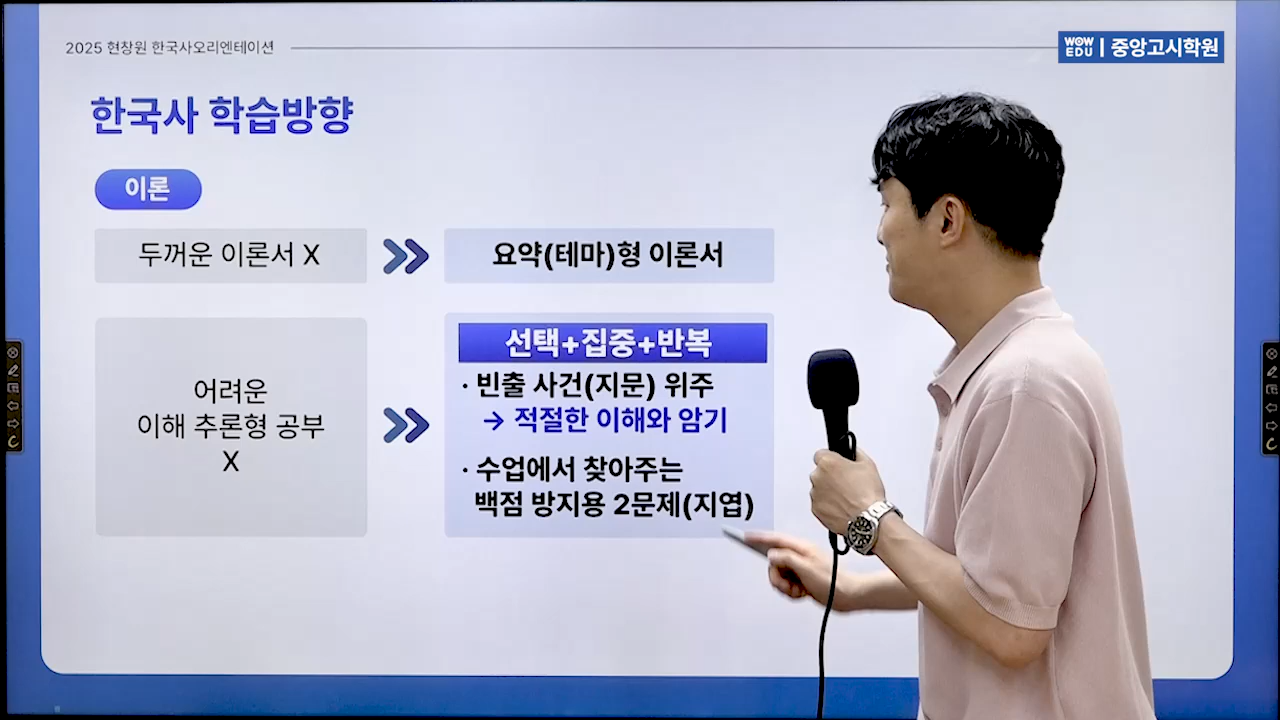 2025 현창원 한국사오리엔테이션
WOW EDU | 중앙고시학원
한국사 학습방향
이론
두꺼운 이론서 X
요약(테마)형 이론서
어려운
이해 추론형 공부
X
선택+집중+반복
· 빈출 사건(지문) 위주
→ 적절한 이해와 암기
· 수업에서 찾아주는
백점 방지용 2문제(지엽)